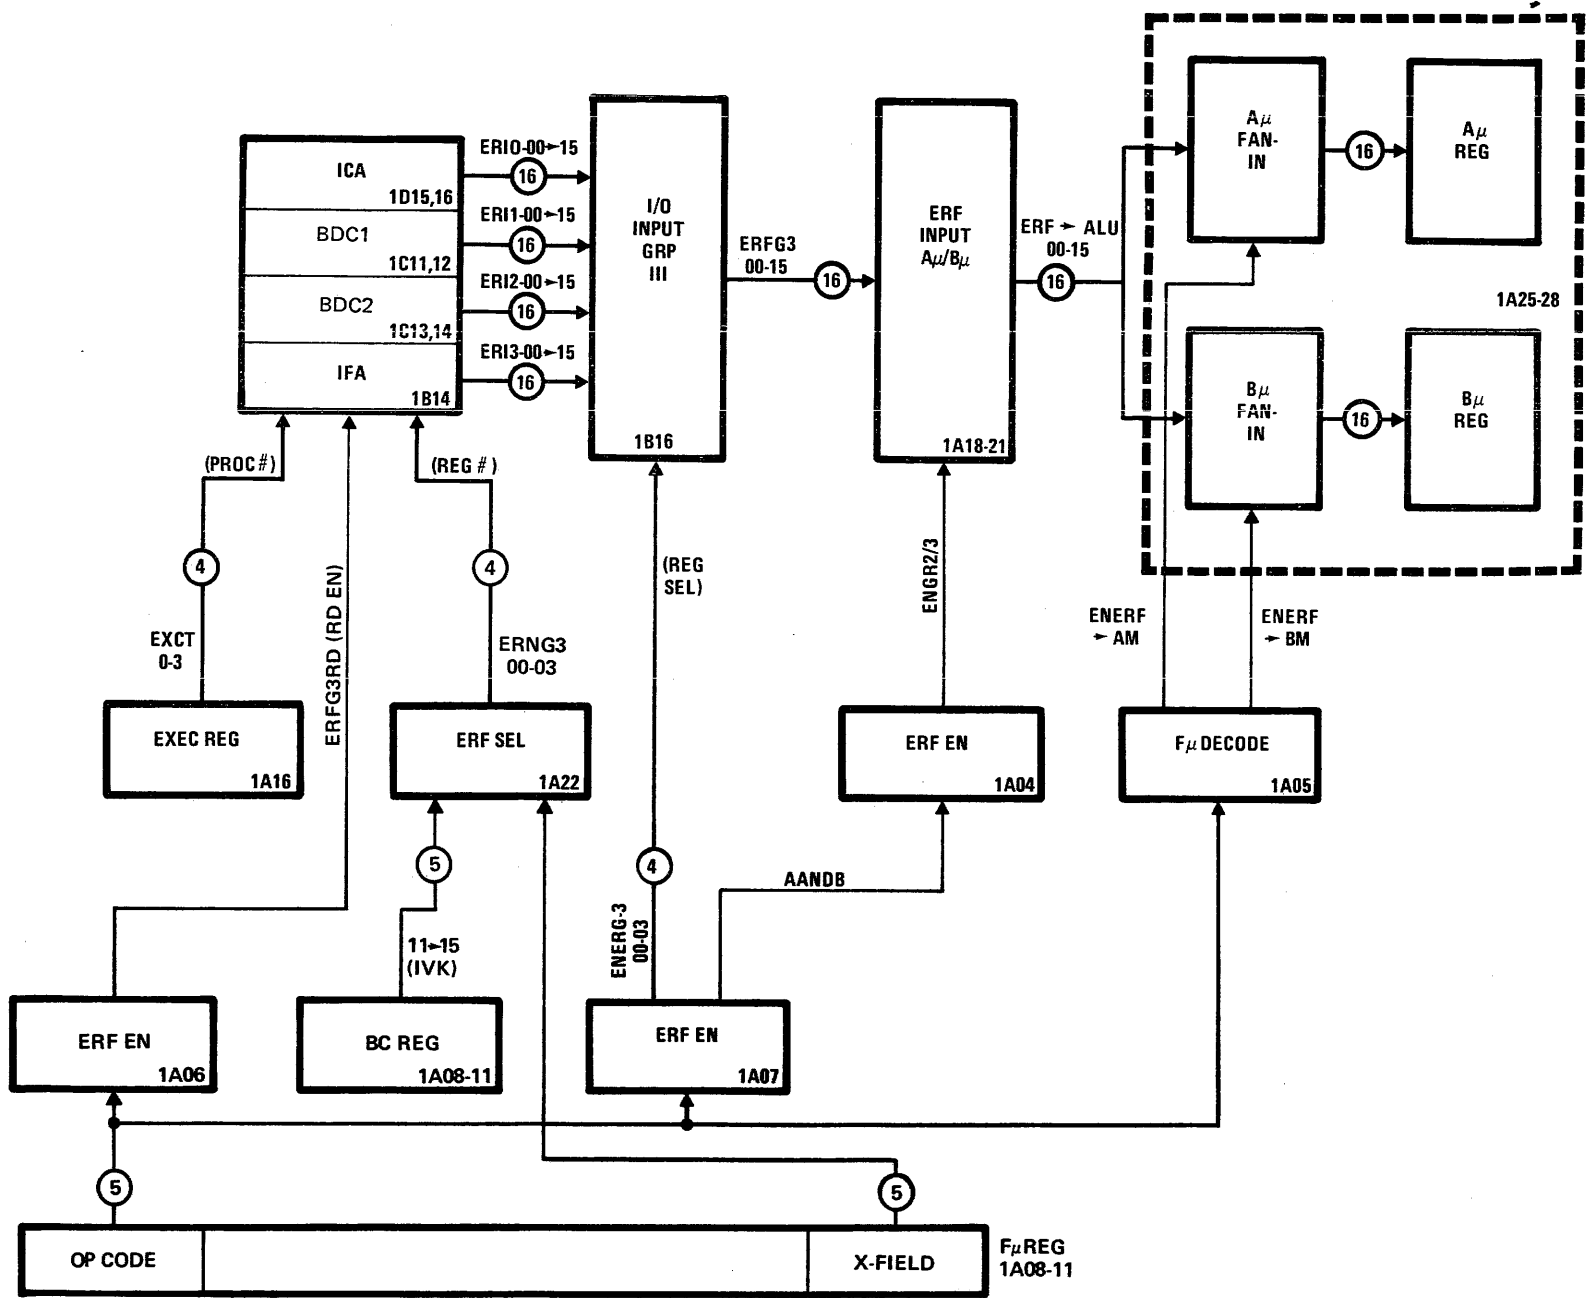 ICA
1D15,16
BDC1
1C11,12
BDC2
1C13,14
IFA
1B14
ERI0-00→15
16
ERI1-00→15
16
ERI2-00→15
16
ERI3-00→15
16
I/O
INPUT
GRP
III
1B16
ERFG3
00-15
16
ERF
INPUT
Aμ/Bμ
1A18-21
ERF → ALU
00-15
16
Aμ
FAN-
IN
16
Aμ
REG
1A25-28
Bμ
FAN-
IN
16
Bμ
REG
(PROC#)
4
EXCT
0-3
EXEC REG
1A16
ERFG3RD (RD EN)
(REG #)
4
ERNG3
00-03
ERF SEL
1A22
5
11→15
(IVK)
BC REG
1A08-11
(REG
SEL)
4
ENERG-3
00-03
ERF EN
1A07
AANDB
ENGR2/3
ERF EN
1A04
ENERF
→ AM
ENERF
→ BM
Fμ DECODE
1A05
ERF EN
1A06
5
5
OP CODE
X-FIELD
Fμ REG
1A08-11